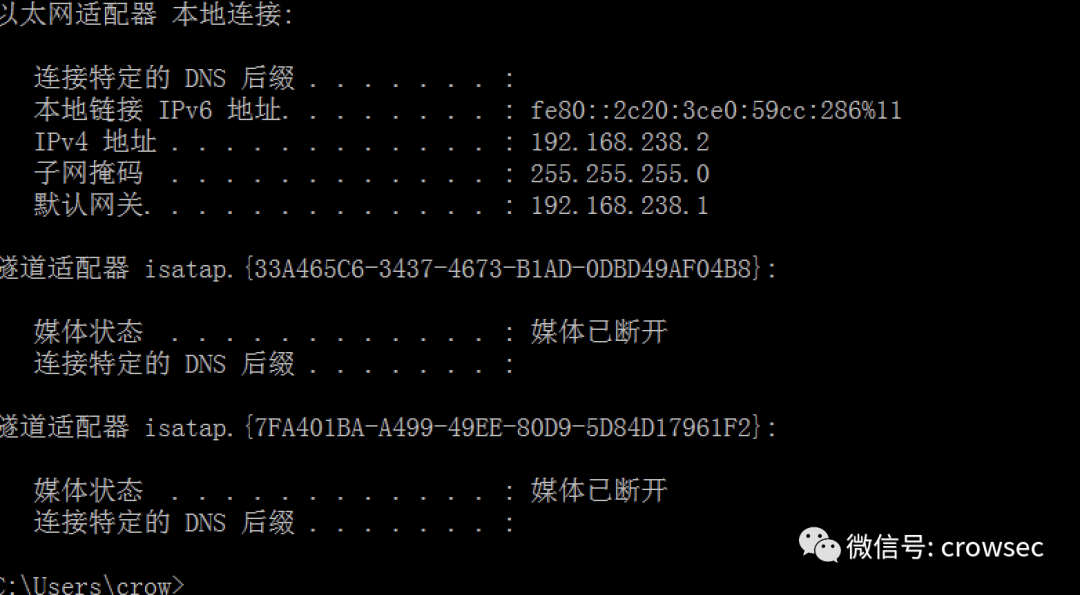 以太网适配器 本地连接:
连接特定的 DNS 后缀 . . . . . . . :
本地链接 IPv6 地址. . . . . . . . : fe80::2c20:3ce0:59cc:286%11
IPv4 地址 . . . . . . . . . . . . : 192.168.238.2
子网掩码  . . . . . . . . . . . . : 255.255.255.0
默认网关. . . . . . . . . . . . . : 192.168.238.1
隧道适配器 isatap.{33A465C6-3437-4673-B1AD-0DBD49AF04B8}:
媒体状态  . . . . . . . . . . . . : 媒体已断开
连接特定的 DNS 后缀 . . . . . . . :
隧道适配器 isatap.{7FA401BA-A499-49EE-80D9-5D84D17961F2}:
媒体状态  . . . . . . . . . . . . : 媒体已断开
连接特定的 DNS 后缀 . . . . . . . :
微信号: crowsec
C:\Users\crow>